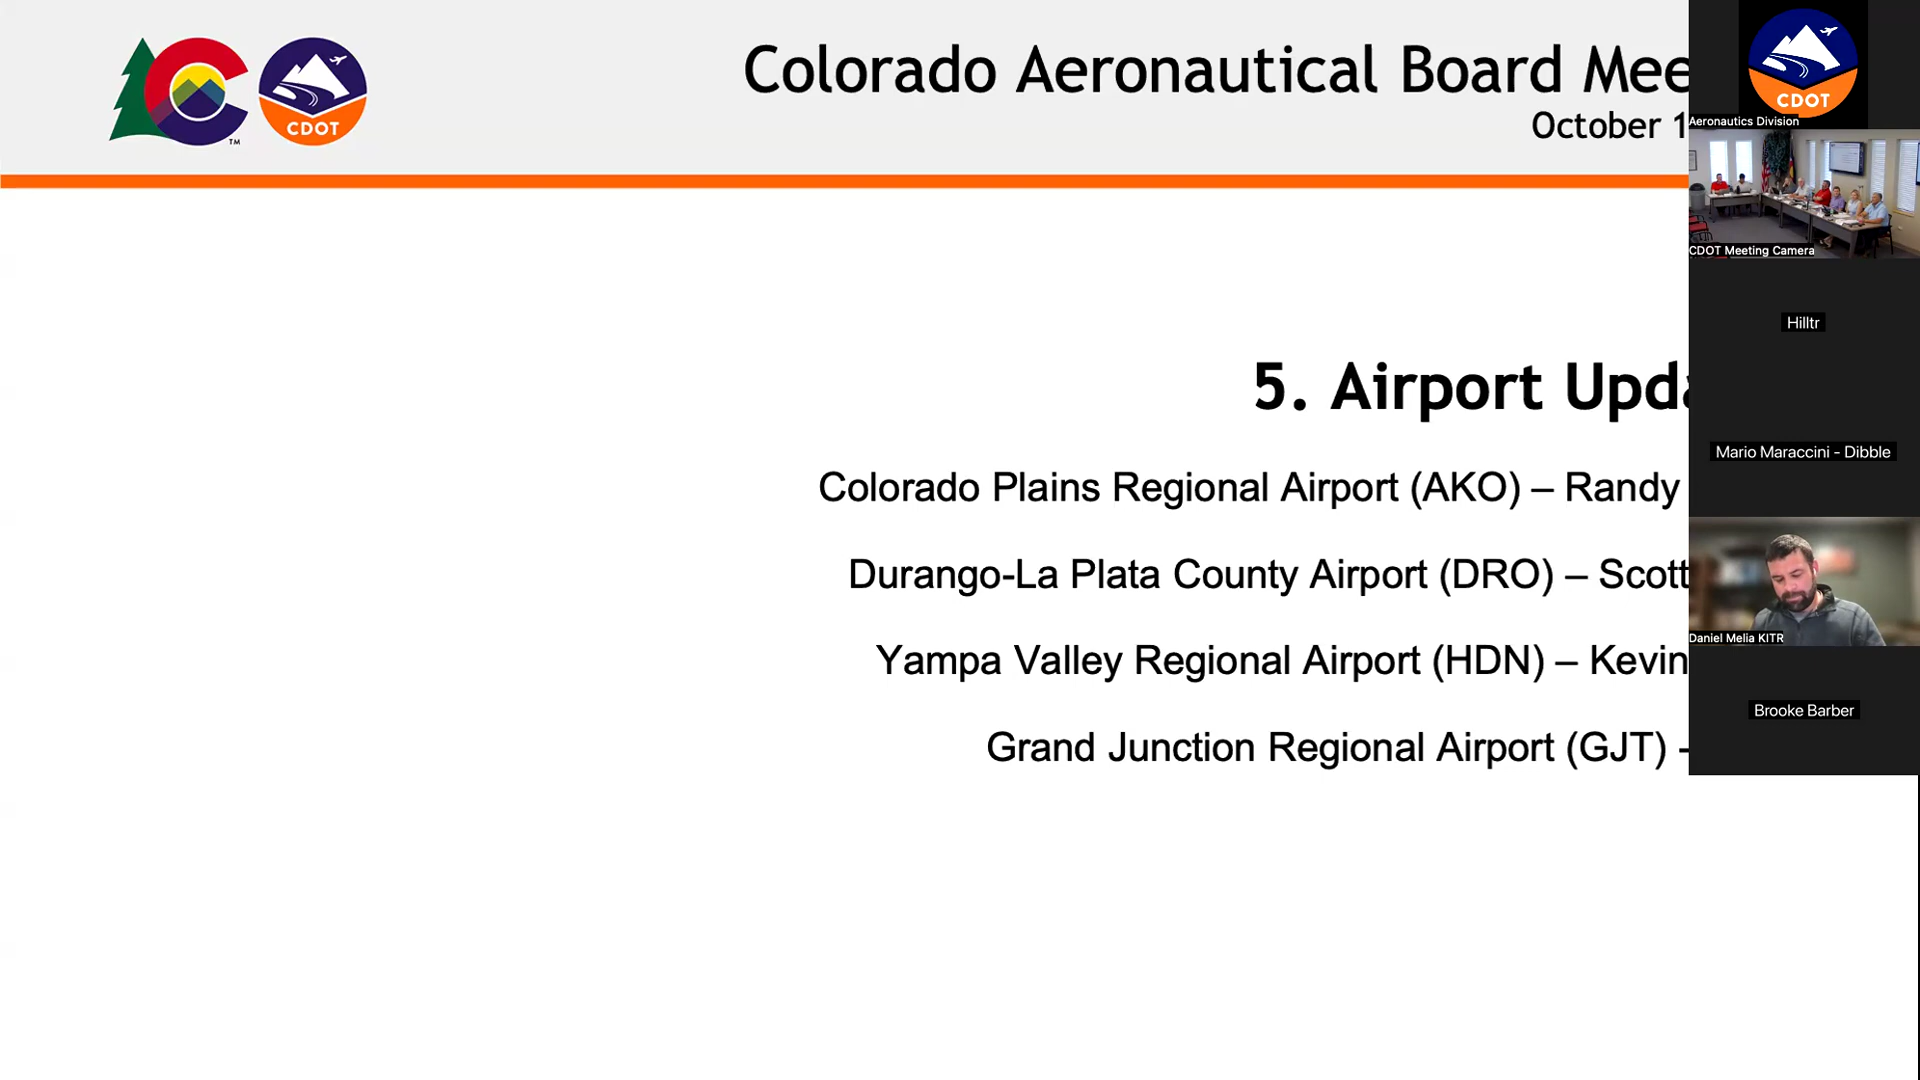 Colorado Aeronautical Board Mee
October 1
TM
CDOT
5. Airport Upda
Colorado Plains Regional Airport (AKO) – Randy
Durango-La Plata County Airport (DRO) – Scott
Yampa Valley Regional Airport (HDN) – Kevin
Grand Junction Regional Airport (GJT) -
CDOT
Aeronautics Division
CDOT Meeting Camera
Hilltr
Mario Maraccini - Dibble
Daniel Melia KITR
Brooke Barber